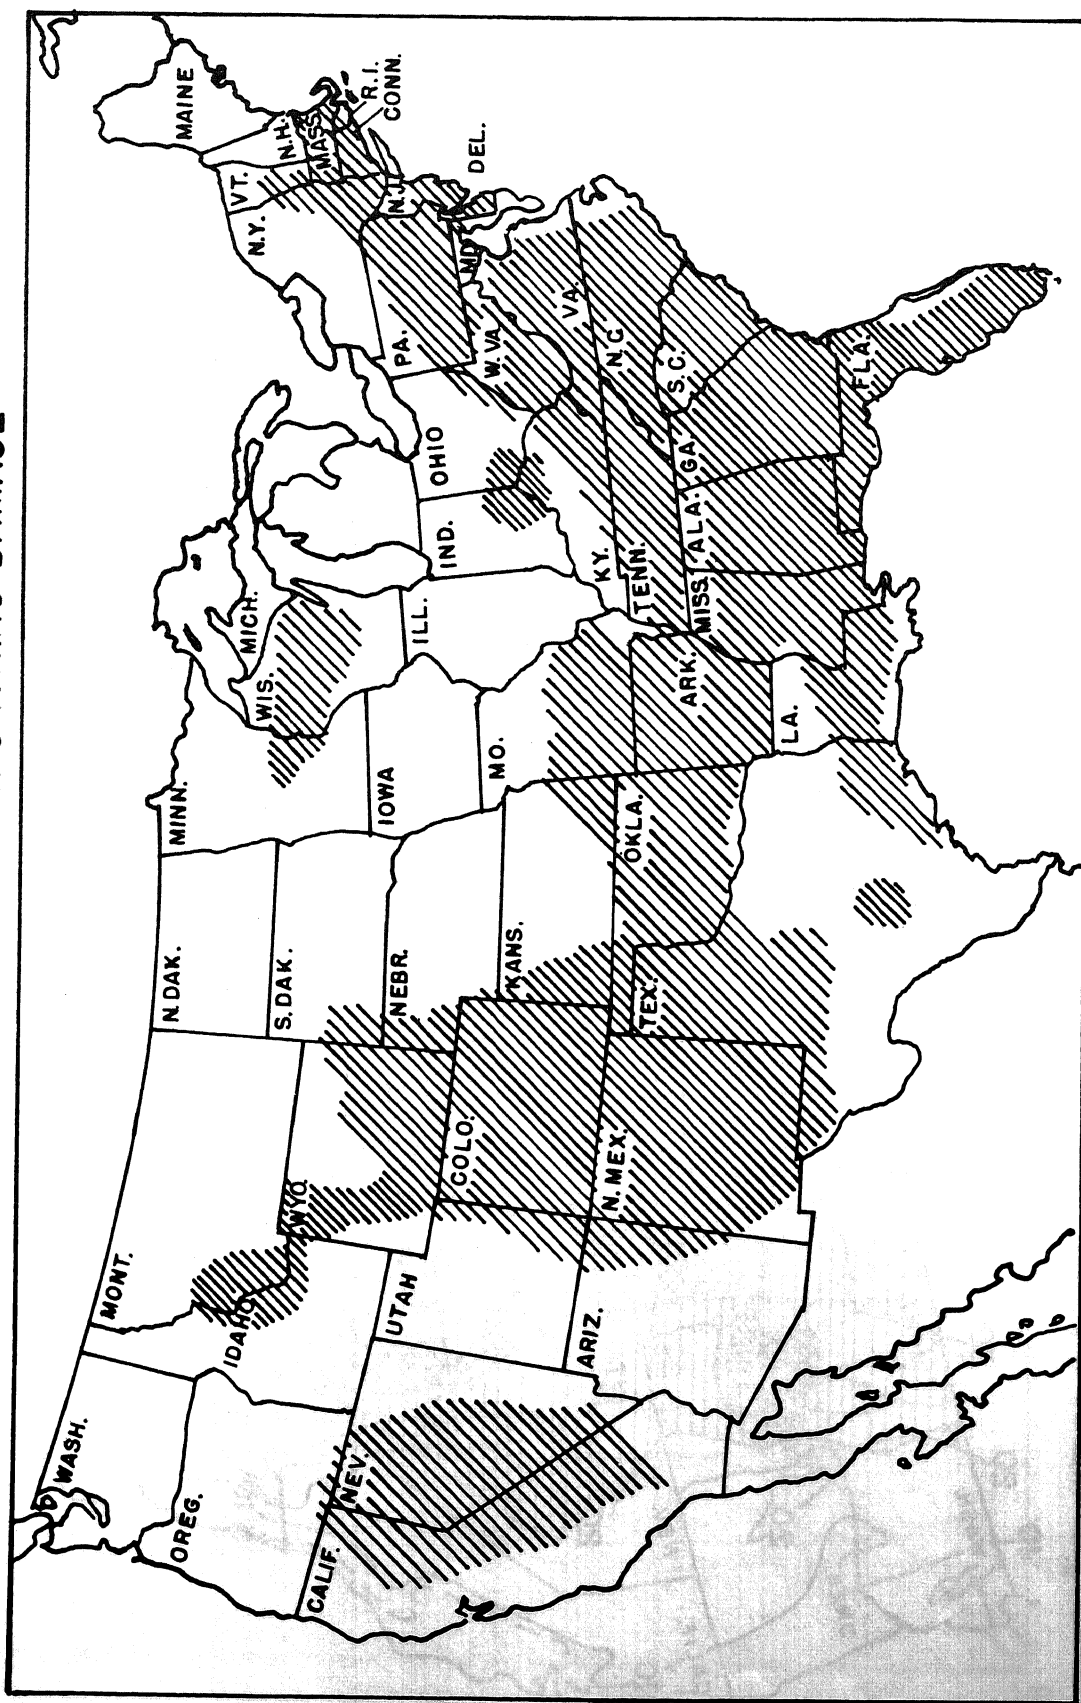 WASH.
MONT.
N. DAK.
MINN.
MICH.
MAINE
VT.
N.H.
MASS.
R.I.
CONN.
N.Y.
OREG.
IDAHO
WYO.
S. DAK.
WIS.
NEBR.
IOWA
ILL.
IND.
OHIO
PA.
N.J.
DEL.
MD.
CALIF.
NEV.
UTAH
COLO.
KANS.
MO.
KY.
W. VA.
VA.
ARIZ.
N. MEX.
TEX.
OKLA.
ARK.
TENN.
N.C.
S.C.
MISS.
ALA.
GA.
LA.
FLA.